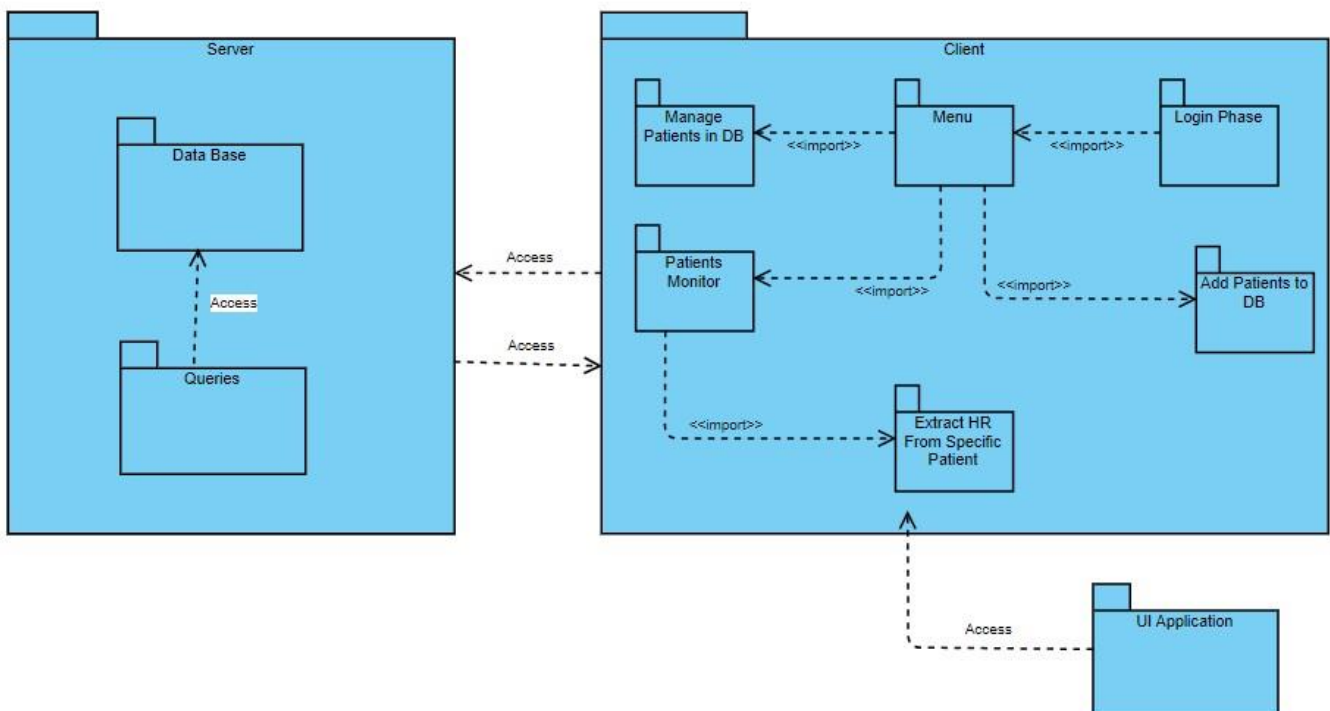 Server
Client
Manage
Patients in DB
Menu
Login Phase
<<import>>
<<import>>
Data Base
Patients
Monitor
Access
<<import>>
<<import>>
Add Patients to
DB
Access
Access
Queries
<<import>>
Extract HR
From Specific
Patient
UI Application
Access